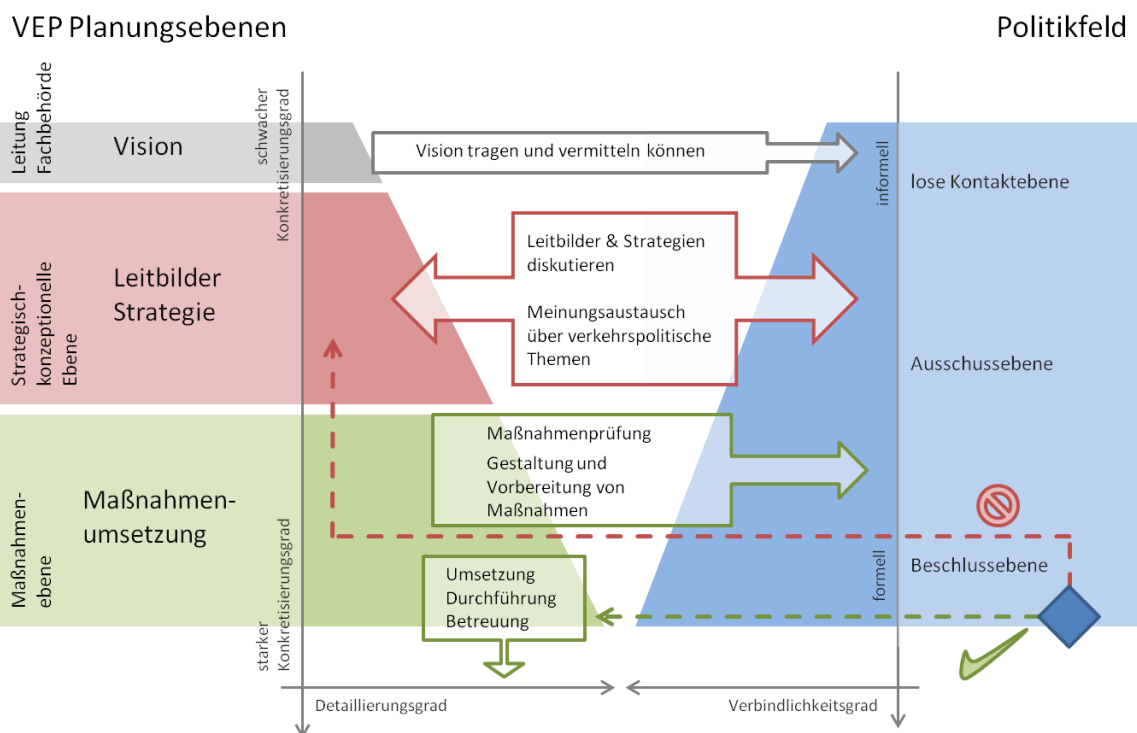 VEP Planungsebenen
Politikfeld
Leitung
Fachbehörde
Vision
schwacher
Konkretisierungsgrad
Vision tragen und vermitteln können
informell
lose Kontaktebene
Strategisch-
konzeptionelle
Ebene
Leitbilder
Strategie
Leitbilder & Strategien
diskutieren
Meinungsaustausch
über verkehrspolitische
Themen
Ausschussebene
Maßnahmen-
ebene
Maßnahmen-
umsetzung
starker
Konkretisierungsgrad
Maßnahmenprüfung
Gestaltung und
Vorbereitung von
Maßnahmen
Umsetzung
Durchführung
Betreuung
formell
Beschlussebene
Detaillierungsgrad
Verbindlichkeitsgrad